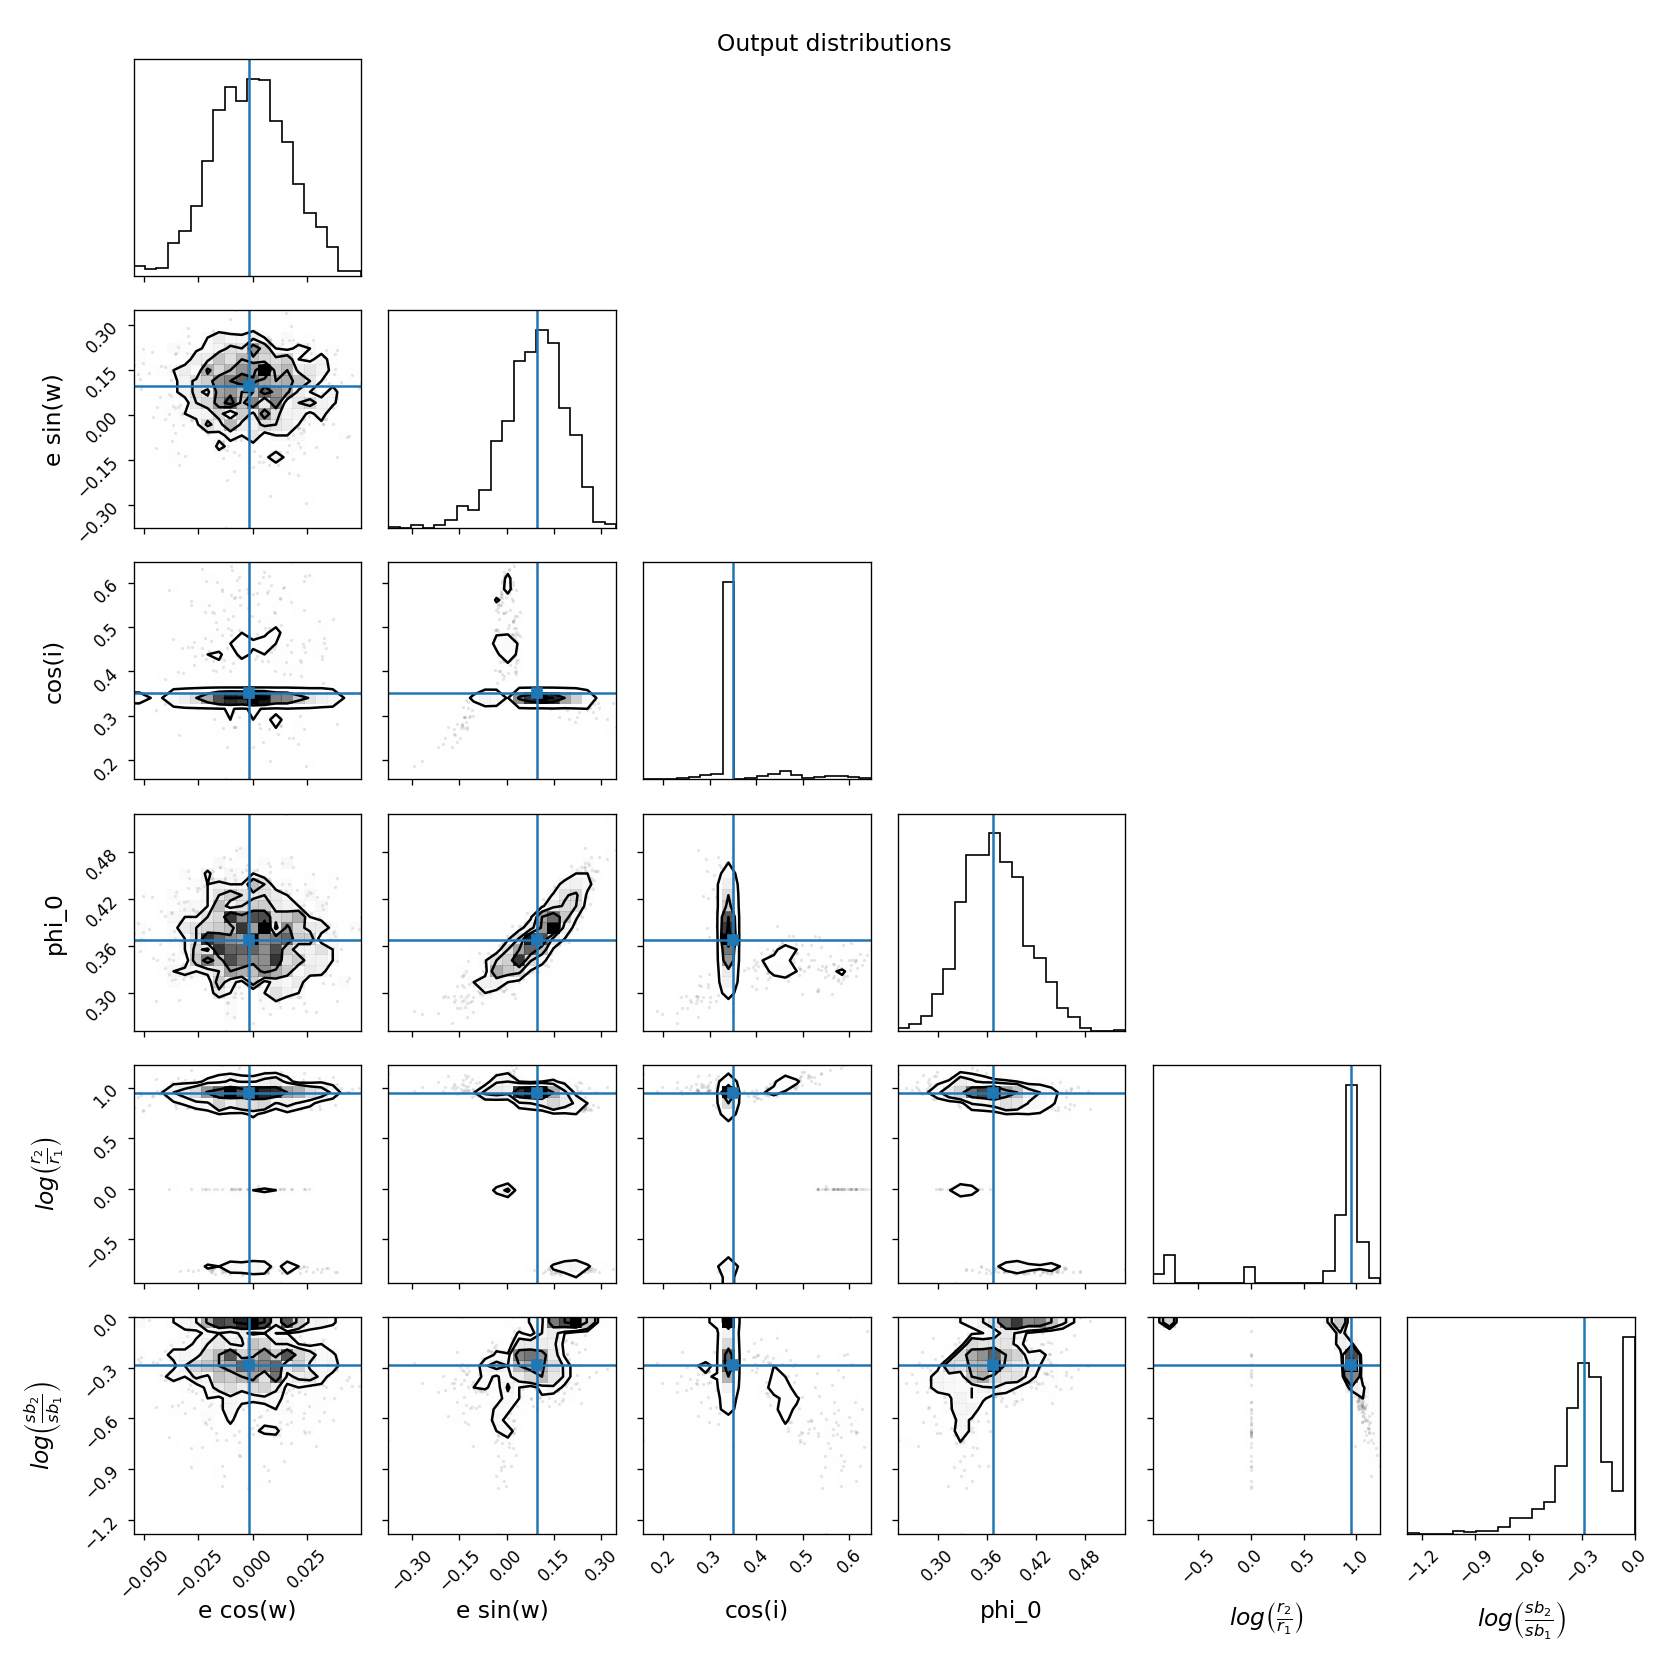 Output distributions
e sin(w)
0.30
0.15
0.00
−0.15
−0.30
cos(i)
0.6
0.5
0.4
0.3
0.2
phi_0
0.48
0.42
0.36
0.30
log(r₂/r₁)
1.0
0.5
0.0
−0.5
log(sb₂/sb₁)
0.0
−0.3
−0.6
−0.9
−1.2
−0.050 −0.025 0.000 0.025
−0.30 −0.15 0.00 0.15 0.30
0.2 0.3 0.4 0.5 0.6
0.30 0.36 0.42 0.48
−0.5 0.0 0.5 1.0
−1.2 −0.9 −0.6 −0.3 0.0
e cos(w)
e sin(w)
cos(i)
phi_0
log(r₂/r₁)
log(sb₂/sb₁)